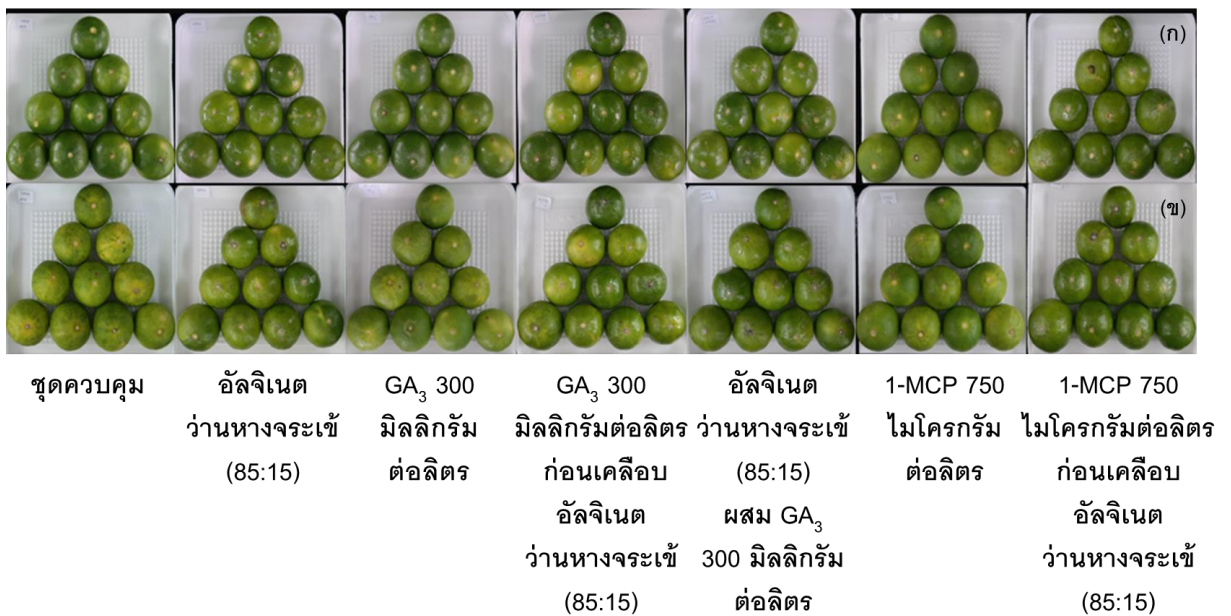 (ก)
(ข)
ชุดควบคุม
อัลจิเนต
ว่านหางจระเข้
(85:15)
GA₃ 300
มิลลิกรัม
ต่อลิตร
GA₃ 300
มิลลิกรัมต่อลิตร
ก่อนเคลือบ
อัลจิเนต
ว่านหางจระเข้
(85:15)
อัลจิเนต
ว่านหางจระเข้
(85:15)
ผสม GA₃
300 มิลลิกรัม
ต่อลิตร
1-MCP 750
ไมโครกรัม
ต่อลิตร
1-MCP 750
ไมโครกรัมต่อลิตร
ก่อนเคลือบ
อัลจิเนต
ว่านหางจระเข้
(85:15)